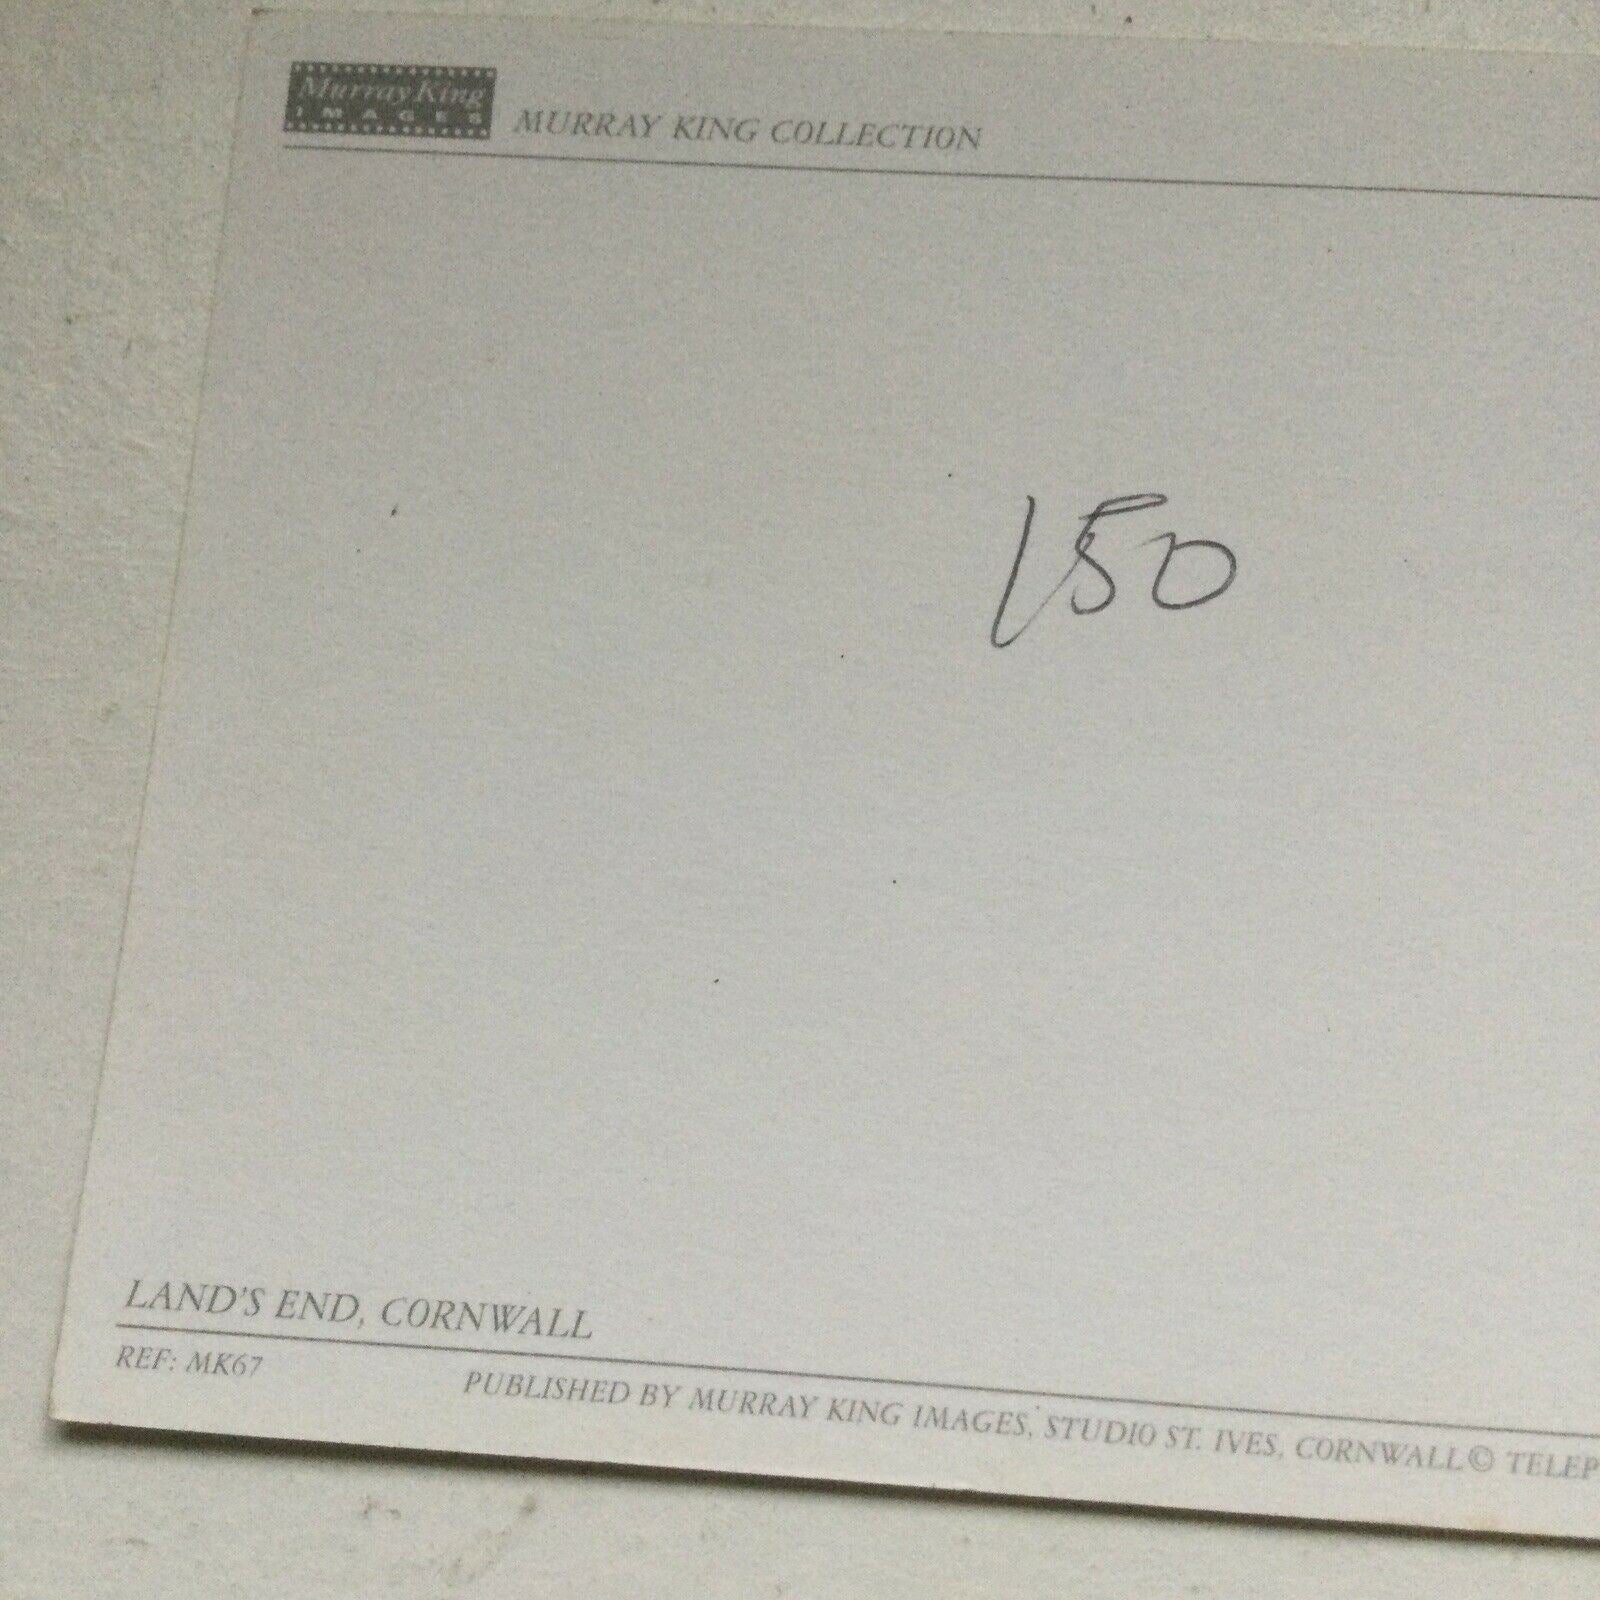 Murray King
IMAGES
MURRAY KING COLLECTION
150
LAND'S END, CORNWALL
REF: MK67
PUBLISHED BY MURRAY KING IMAGES, STUDIO ST. IVES, CORNWALL © TELEP